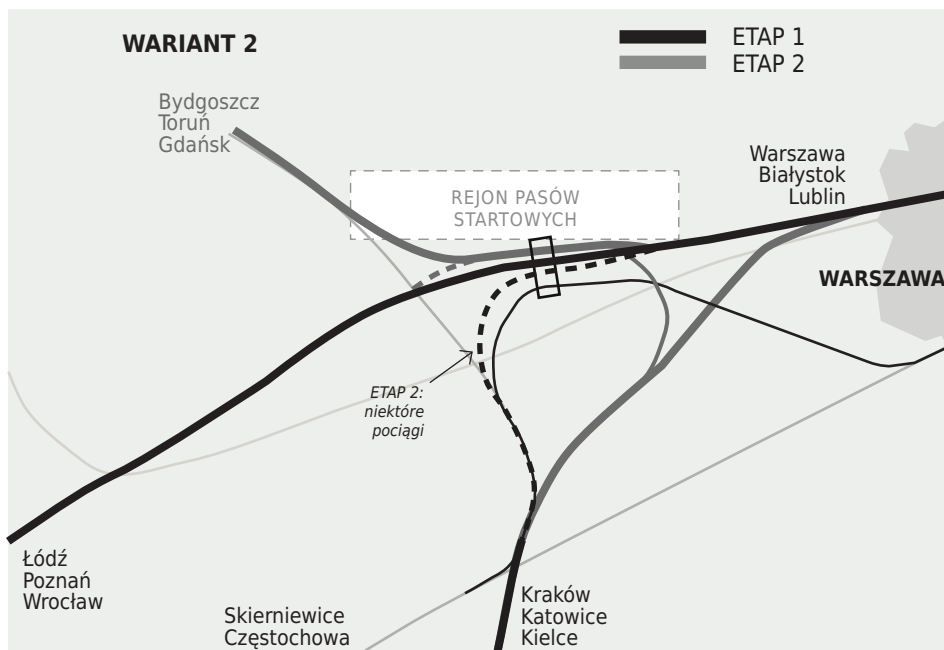 WARIANT 2
ETAP 1
ETAP 2
Bydgoszcz
Toruń
Gdańsk
Warszawa
Białystok
Lublin
REJON PASÓW
STARTOWYCH
WARSZAWA
ETAP 2:
niektóre
pociągi
Łódź
Poznań
Wrocław
Skierniewice
Częstochowa
Kraków
Katowice
Kielce